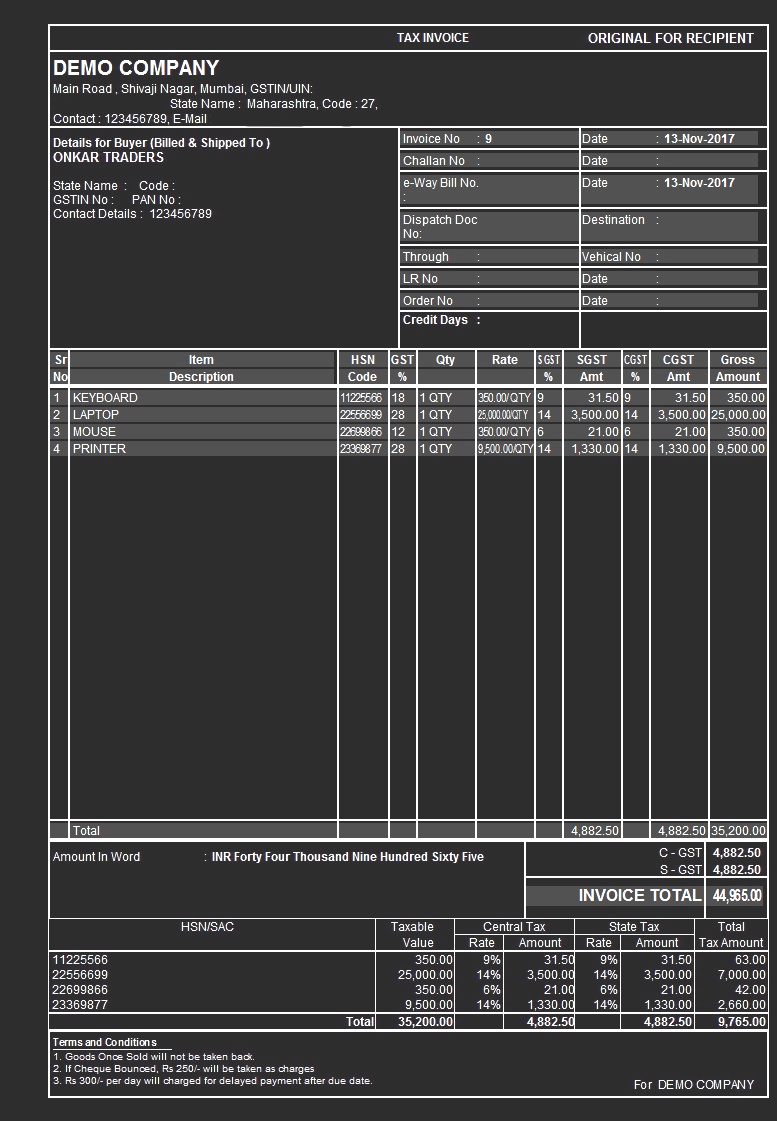 TAX INVOICE ORIGINAL FOR RECIPIENT
DEMO COMPANY
Main Road , Shivaji Nagar, Mumbai, GSTIN/UIN:
State Name : Maharashtra, Code : 27,
Contact : 123456789, E-Mail
Details for Buyer (Billed & Shipped To )
ONKAR TRADERS
State Name : Code :
GSTIN No : PAN No :
Contact Details : 123456789
Invoice No : 9 Date : 13-Nov-2017
Challan No : Date :
e-Way Bill No. Date : 13-Nov-2017
:
Dispatch Doc Destination :
No:
Through : Vehical No :
LR No : Date :
Order No : Date :
Credit Days :
Sr Item HSN GST Qty Rate SGST SGST CGST CGST Gross
No Description Code % % Amt % Amt Amount
1 KEYBOARD 11225566 18 1 QTY 350.00/QTY 9 31.50 9 31.50 350.00
2 LAPTOP 22556699 28 1 QTY 25,000.00/QTY 14 3,500.00 14 3,500.00 25,000.00
3 MOUSE 22699866 12 1 QTY 350.00/QTY 6 21.00 6 21.00 350.00
4 PRINTER 23369877 28 1 QTY 9,500.00/QTY 14 1,330.00 14 1,330.00 9,500.00
Total 4,882.50 4,882.50 35,200.00
Amount In Word : INR Forty Four Thousand Nine Hundred Sixty Five
C - GST 4,882.50
S - GST 4,882.50
INVOICE TOTAL 44,965.00
HSN/SAC Taxable Central Tax State Tax Total
Value Rate Amount Rate Amount Tax Amount
11225566 350.00 9% 31.50 9% 31.50 63.00
22556699 25,000.00 14% 3,500.00 14% 3,500.00 7,000.00
22699866 350.00 6% 21.00 6% 21.00 42.00
23369877 9,500.00 14% 1,330.00 14% 1,330.00 2,660.00
Total 35,200.00 4,882.50 4,882.50 9,765.00
Terms and Conditions
1. Goods Once Sold will not be taken back.
2. If Cheque Bounced, Rs 250/- will be taken as charges
3. Rs 300/- per day will charged for delayed payment after due date.
For DEMO COMPANY